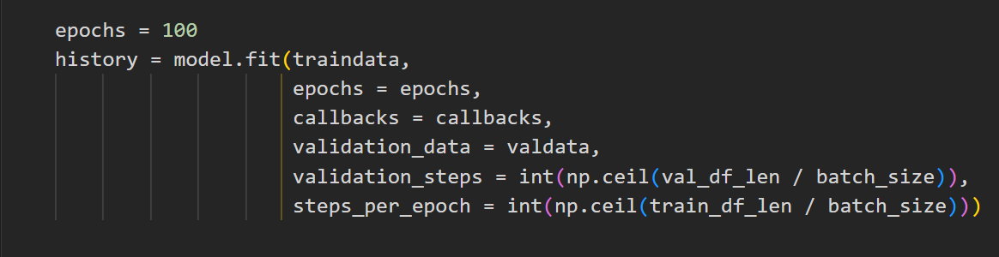 epochs = 100
history = model.fit(traindata,
epochs = epochs,
callbacks = callbacks,
validation_data = valdata,
validation_steps = int(np.ceil(val_df_len / batch_size)),
steps_per_epoch = int(np.ceil(train_df_len / batch_size)))